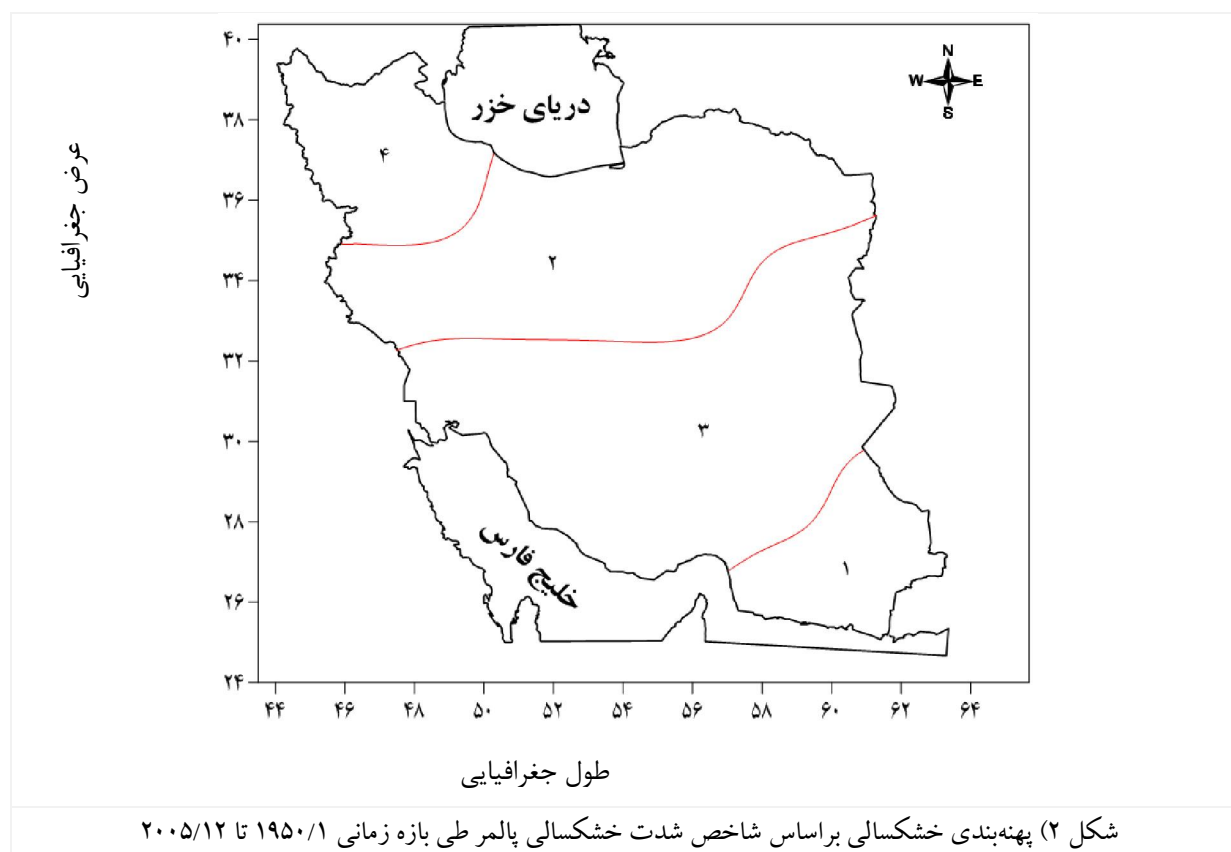 ۴۰
۳۸
۳۶
۳۴
۳۲
۳۰
۲۸
۲۶
۲۴
عرض جغرافیایی
N
W E
S
دریای خزر
۴
۲
۳
۱
خلیج فارس
۴۴ ۴۶ ۴۸ ۵۰ ۵۲ ۵۴ ۵۶ ۵۸ ۶۰ ۶۲ ۶۴
طول جغرافیایی
شکل ۲) پهنه‌بندی خشکسالی براساس شاخص شدت خشکسالی پالمر طی بازه زمانی ۱۹۵۰/۱ تا ۲۰۰۵/۱۲